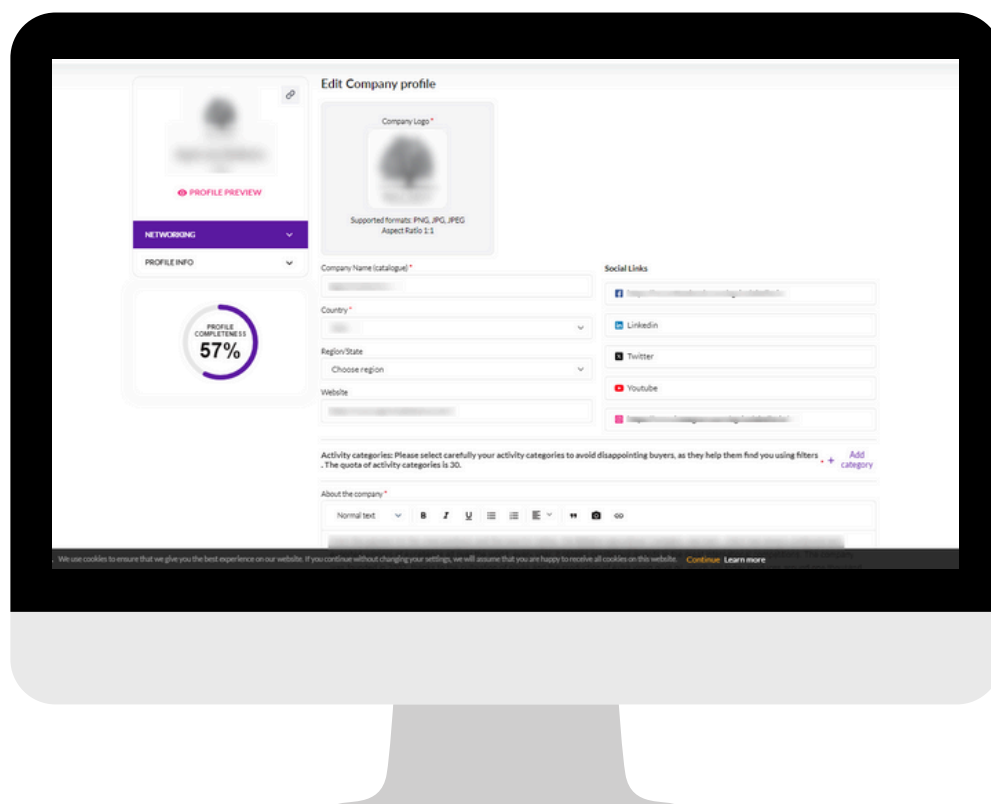 Edit Company profile
Company Logo *
Supported formats: PNG, JPG, JPEG
Aspect Ratio 1:1
PROFILE PREVIEW
NETWORKING
PROFILE INFO
PROFILE
COMPLETENESS
57%
Company Name (catalogue) *
Country *
Region/State
Choose region
Website
Social Links
Linkedin
Twitter
Youtube
Activity categories: Please select carefully your activity categories to avoid disappointing buyers, as they help them find you using filters
. The quota of activity categories is 30. *
+ Add
category
About the company *
Normal text B I U
We use cookies to ensure that we give you the best experience on our website. If you continue without changing your settings, we will assume that you are happy to receive all cookies on this website. Continue Learn more